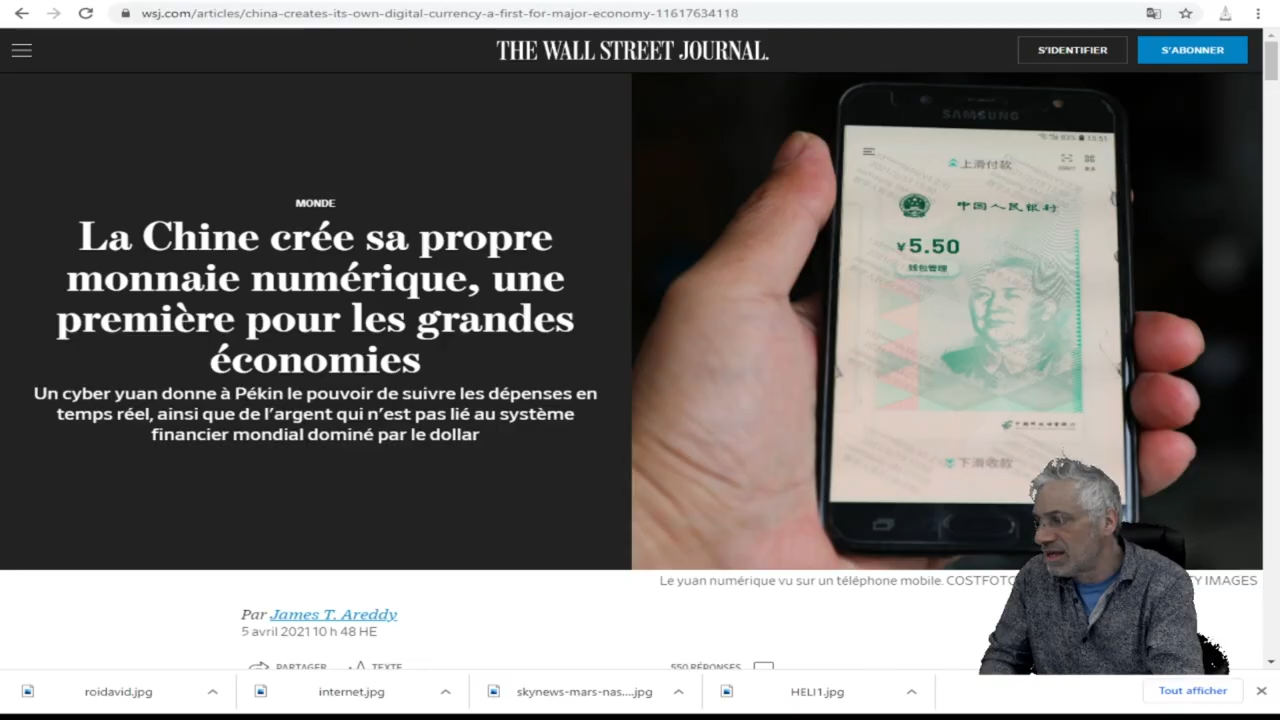 wsj.com/articles/china-creates-its-own-digital-currency-a-first-for-major-economy-11617634118
THE WALL STREET JOURNAL.
S'IDENTIFIER
S'ABONNER
SAMSUNG
上滑付款
中国人民银行
¥5.50
钱包管理
下滑收款
MONDE
La Chine crée sa propre
monnaie numérique, une
première pour les grandes
économies
Un cyber yuan donne à Pékin le pouvoir de suivre les dépenses en
temps réel, ainsi que de l'argent qui n'est pas lié au système
financier mondial dominé par le dollar
Le yuan numérique vu sur un téléphone mobile. COSTFOTO IMAGES
Par James T. Areddy
5 avril 2021 10 h 48 HE
PARTAGER TEXTE
550 RÉPONSES
roidavid.jpg
internet.jpg
skynews-mars-nas....jpg
HELI1.jpg
Tout afficher